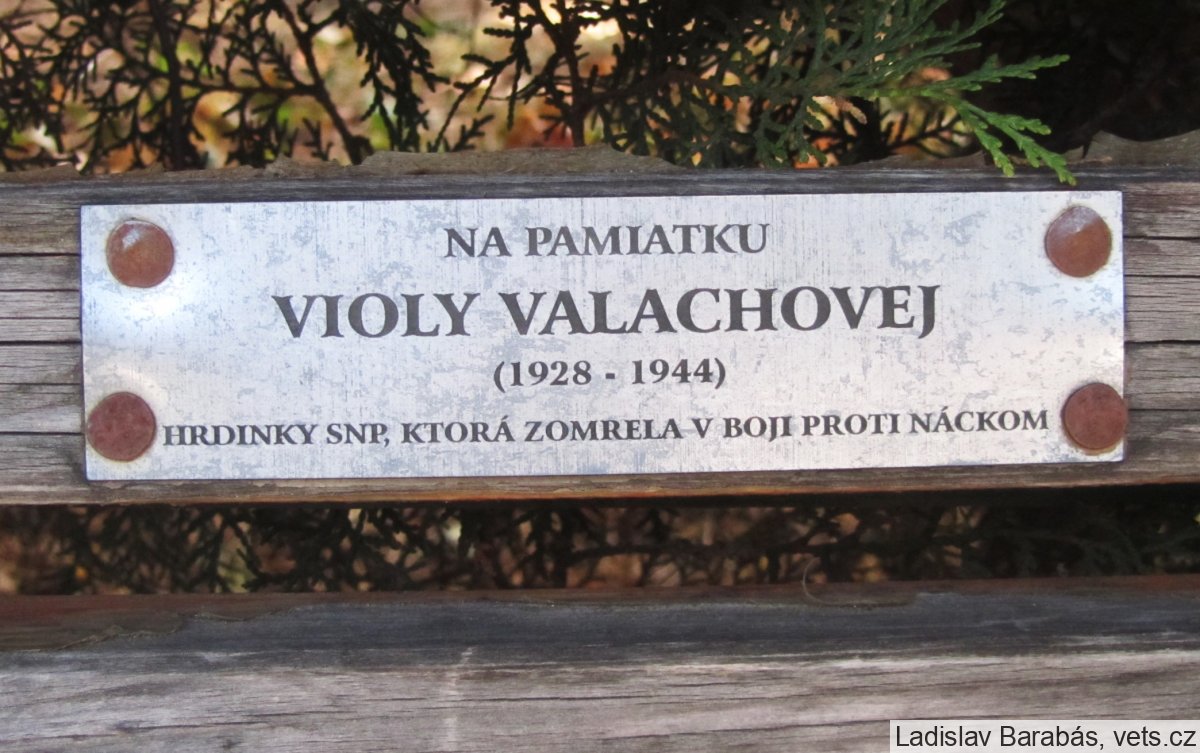 NA PAMIATKU
VIOLY VALACHOVEJ
(1928 - 1944)
HRDINKY SNP, KTORÁ ZOMRELA V BOJI PROTI NÁCKOM
Ladislav Barabás, vets.cz